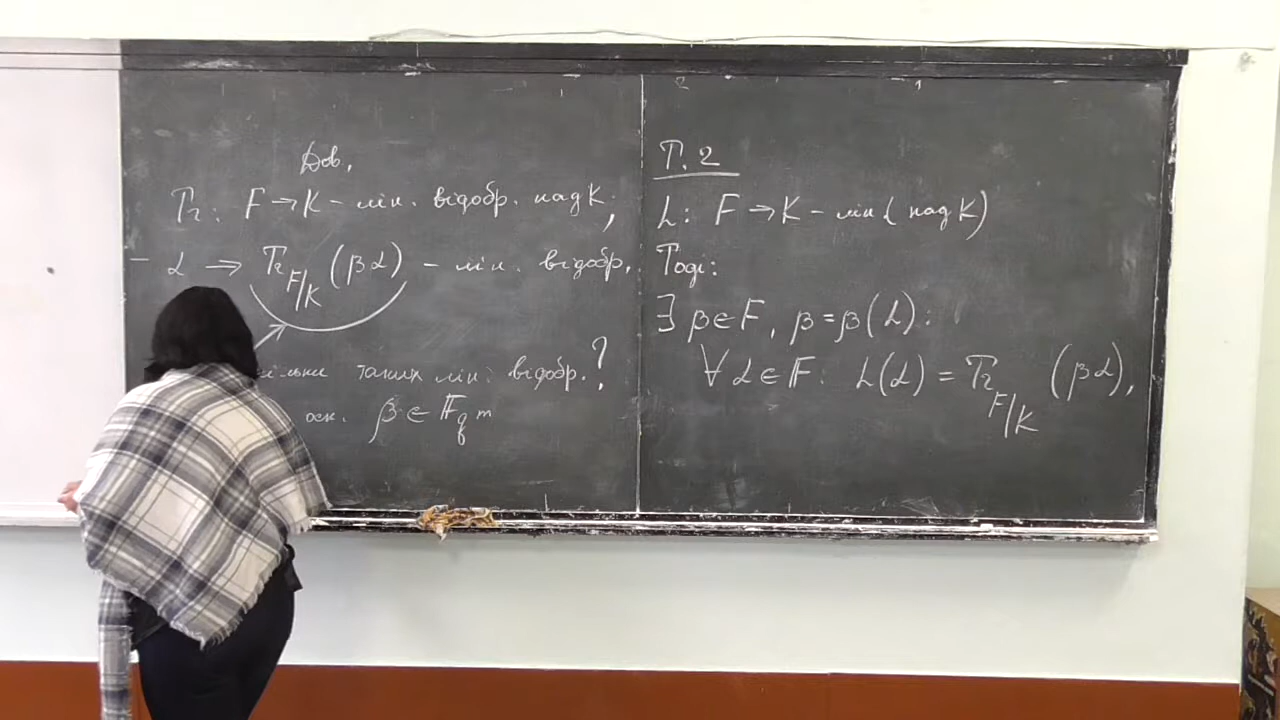 Дов.
Tr: F → K – лін. відобр. над K;
α → Tr_{F/K} (βα) – лін. відобр.
таких лін. відобр.?
оск. β ∈ 𝔽_{q^m}
T. 2
L: F → K – лін (над K)
Тоді:
∃ β ∈ F, β = β(L):
∀ α ∈ F: L(α) = Tr_{F/K} (βα),